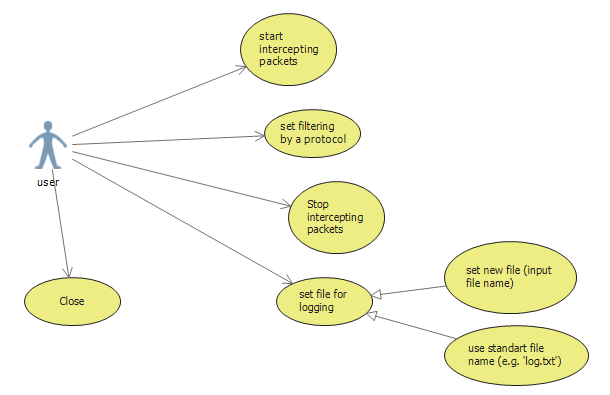 start
intercepting
packets
set filtering
by a protocol
user
Stop
intercepting
packets
set new file (input
file name)
Close
set file for
logging
use standart file
name (e.g. 'log.txt')